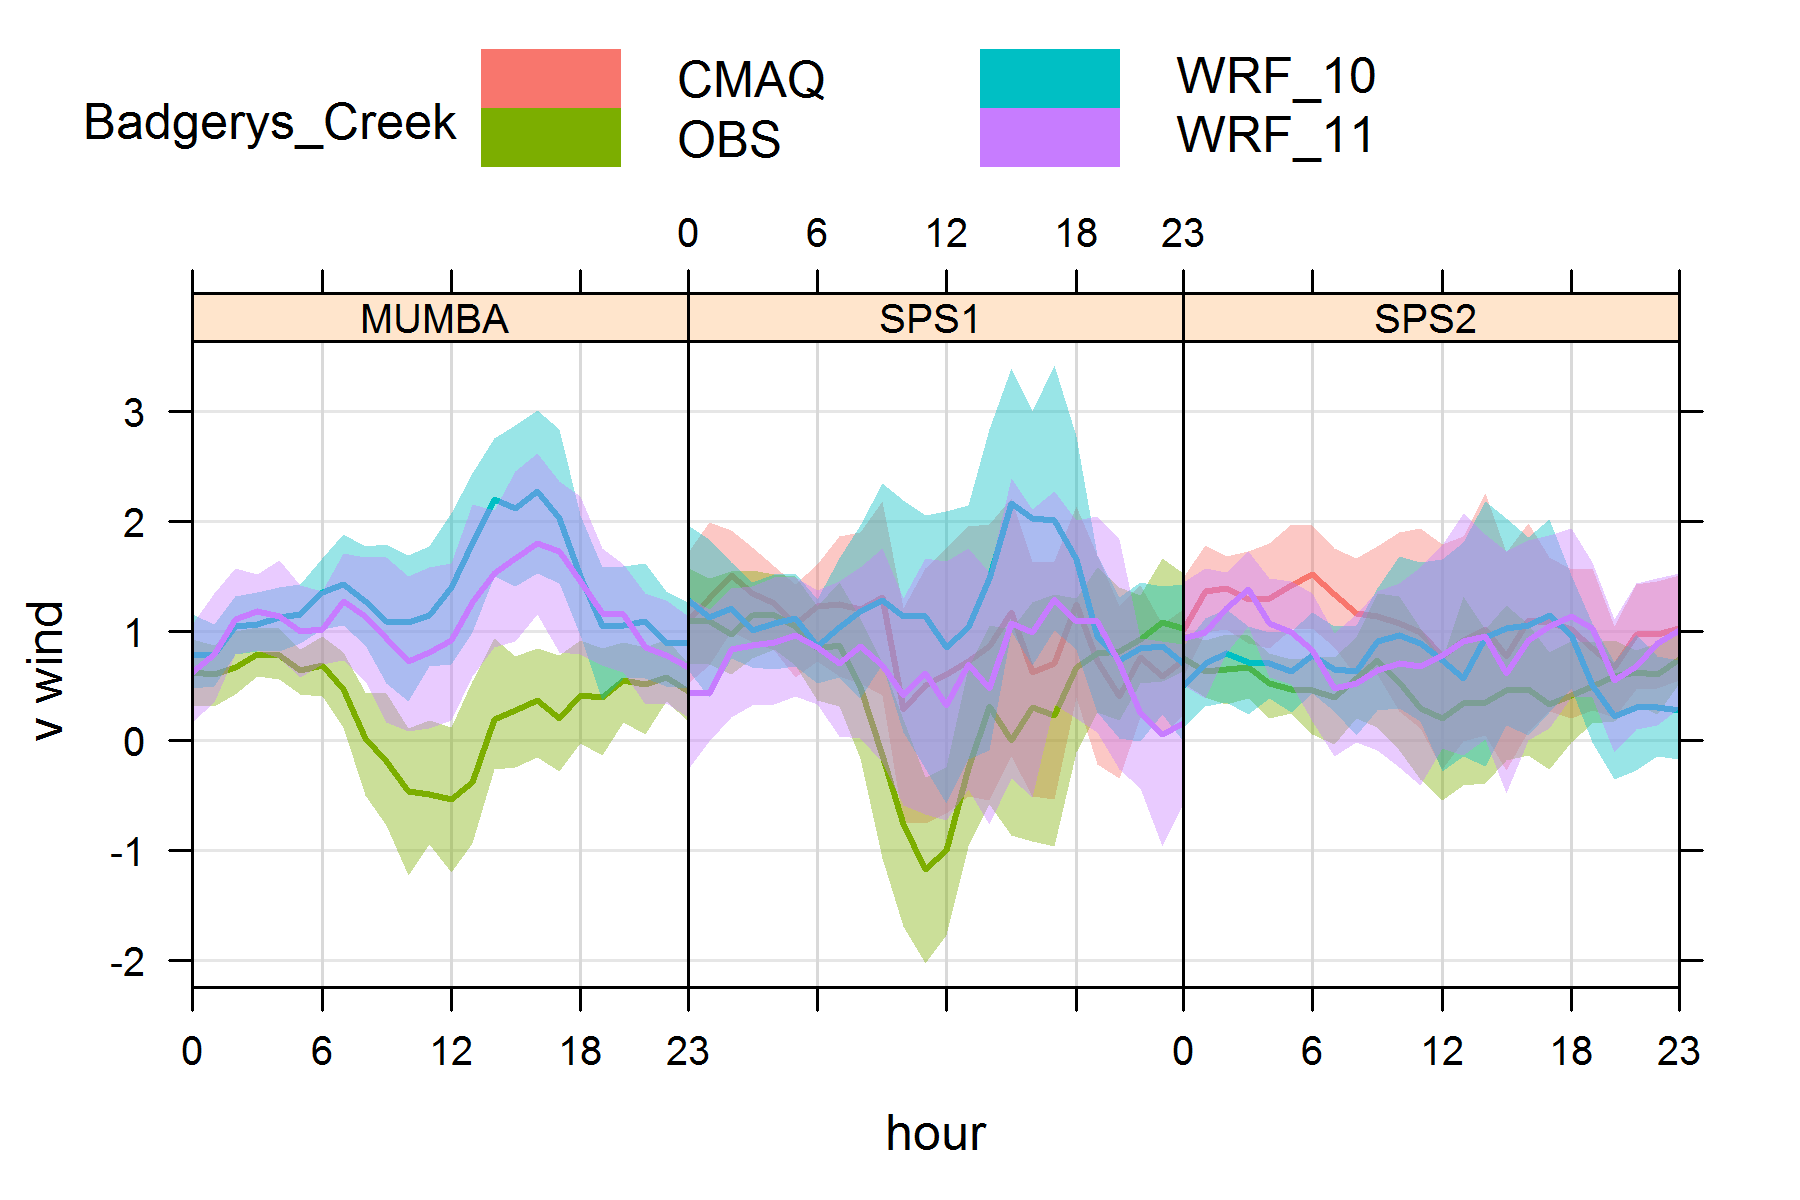 Badgerys_Creek
CMAQ
OBS
WRF_10
WRF_11
0 6 12 18 23
MUMBA SPS1 SPS2
3
2
1
0
-1
-2
v wind
0 6 12 18 23 0 6 12 18 23
hour